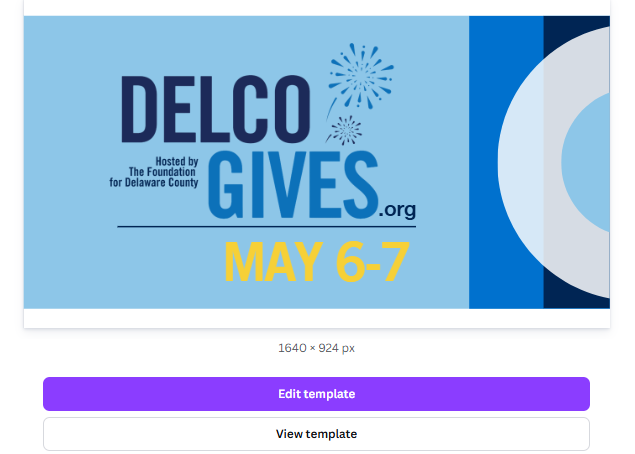 DELCO
Hosted by
The Foundation
for Delaware County
GIVES.org
MAY 6-7
1640 × 924 px
Edit template
View template